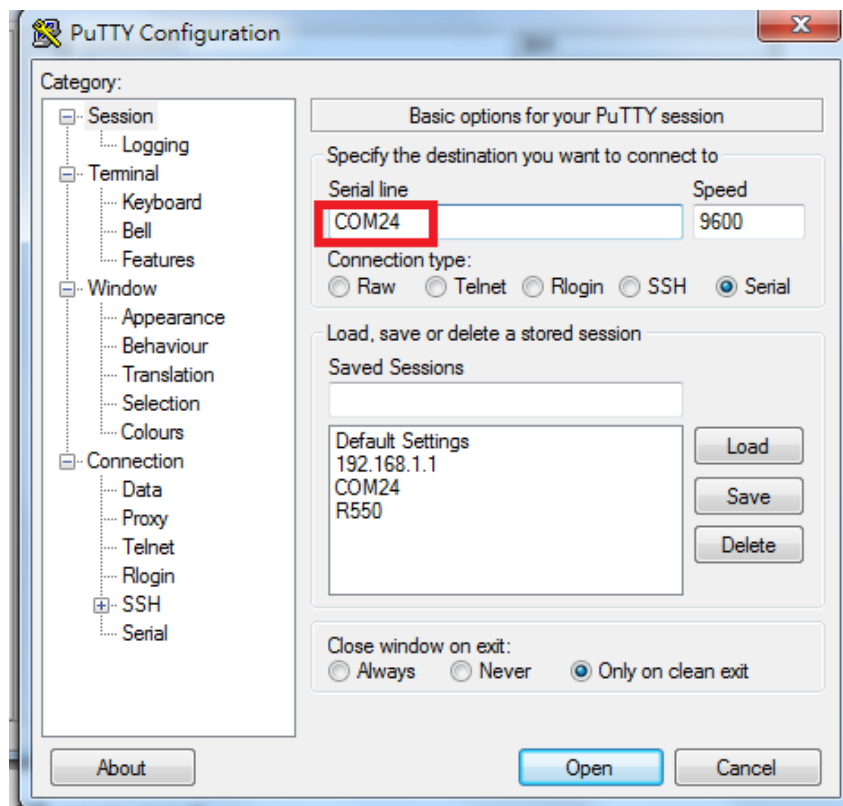 PuTTY Configuration
X
Category:
Session
Logging
Terminal
Keyboard
Bell
Features
Window
Appearance
Behaviour
Translation
Selection
Colours
Connection
Data
Proxy
Telnet
Rlogin
SSH
Serial
Basic options for your PuTTY session
Specify the destination you want to connect to
Serial line Speed
COM24 9600
Connection type:
Raw Telnet Rlogin SSH Serial
Load, save or delete a stored session
Saved Sessions
Default Settings
192.168.1.1
COM24
R550
Load
Save
Delete
Close window on exit:
Always Never Only on clean exit
About Open Cancel